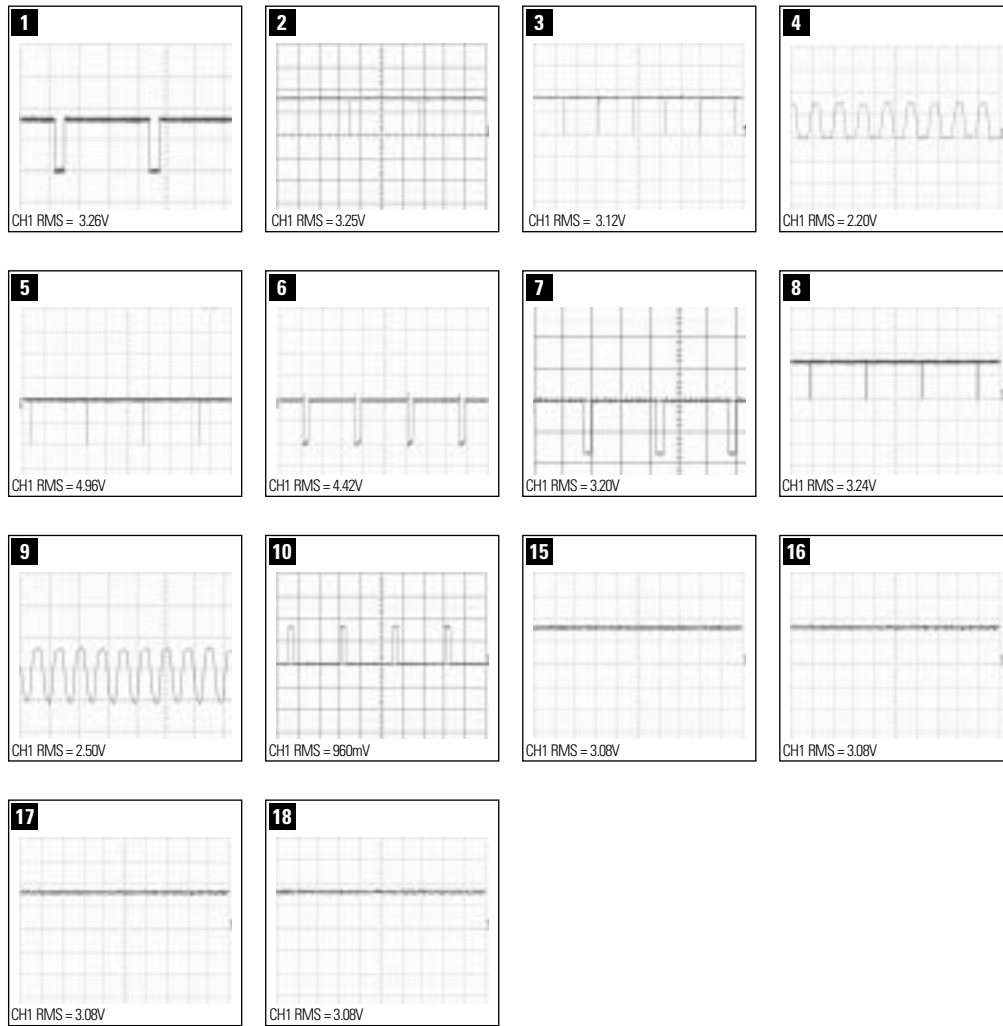 1
CH1 RMS = 3.26V
2
CH1 RMS = 3.25V
3
CH1 RMS = 3.12V
4
CH1 RMS = 2.20V
5
CH1 RMS = 4.96V
6
CH1 RMS = 4.42V
7
CH1 RMS = 3.20V
8
CH1 RMS = 3.24V
9
CH1 RMS = 2.50V
10
CH1 RMS = 960mV
15
CH1 RMS = 3.08V
16
CH1 RMS = 3.08V
17
CH1 RMS = 3.08V
18
CH1 RMS = 3.08V